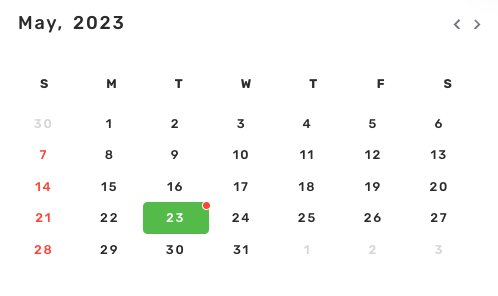 May, 2023
S M T W T F S
30 1 2 3 4 5 6
7 8 9 10 11 12 13
14 15 16 17 18 19 20
21 22 23 24 25 26 27
28 29 30 31 1 2 3